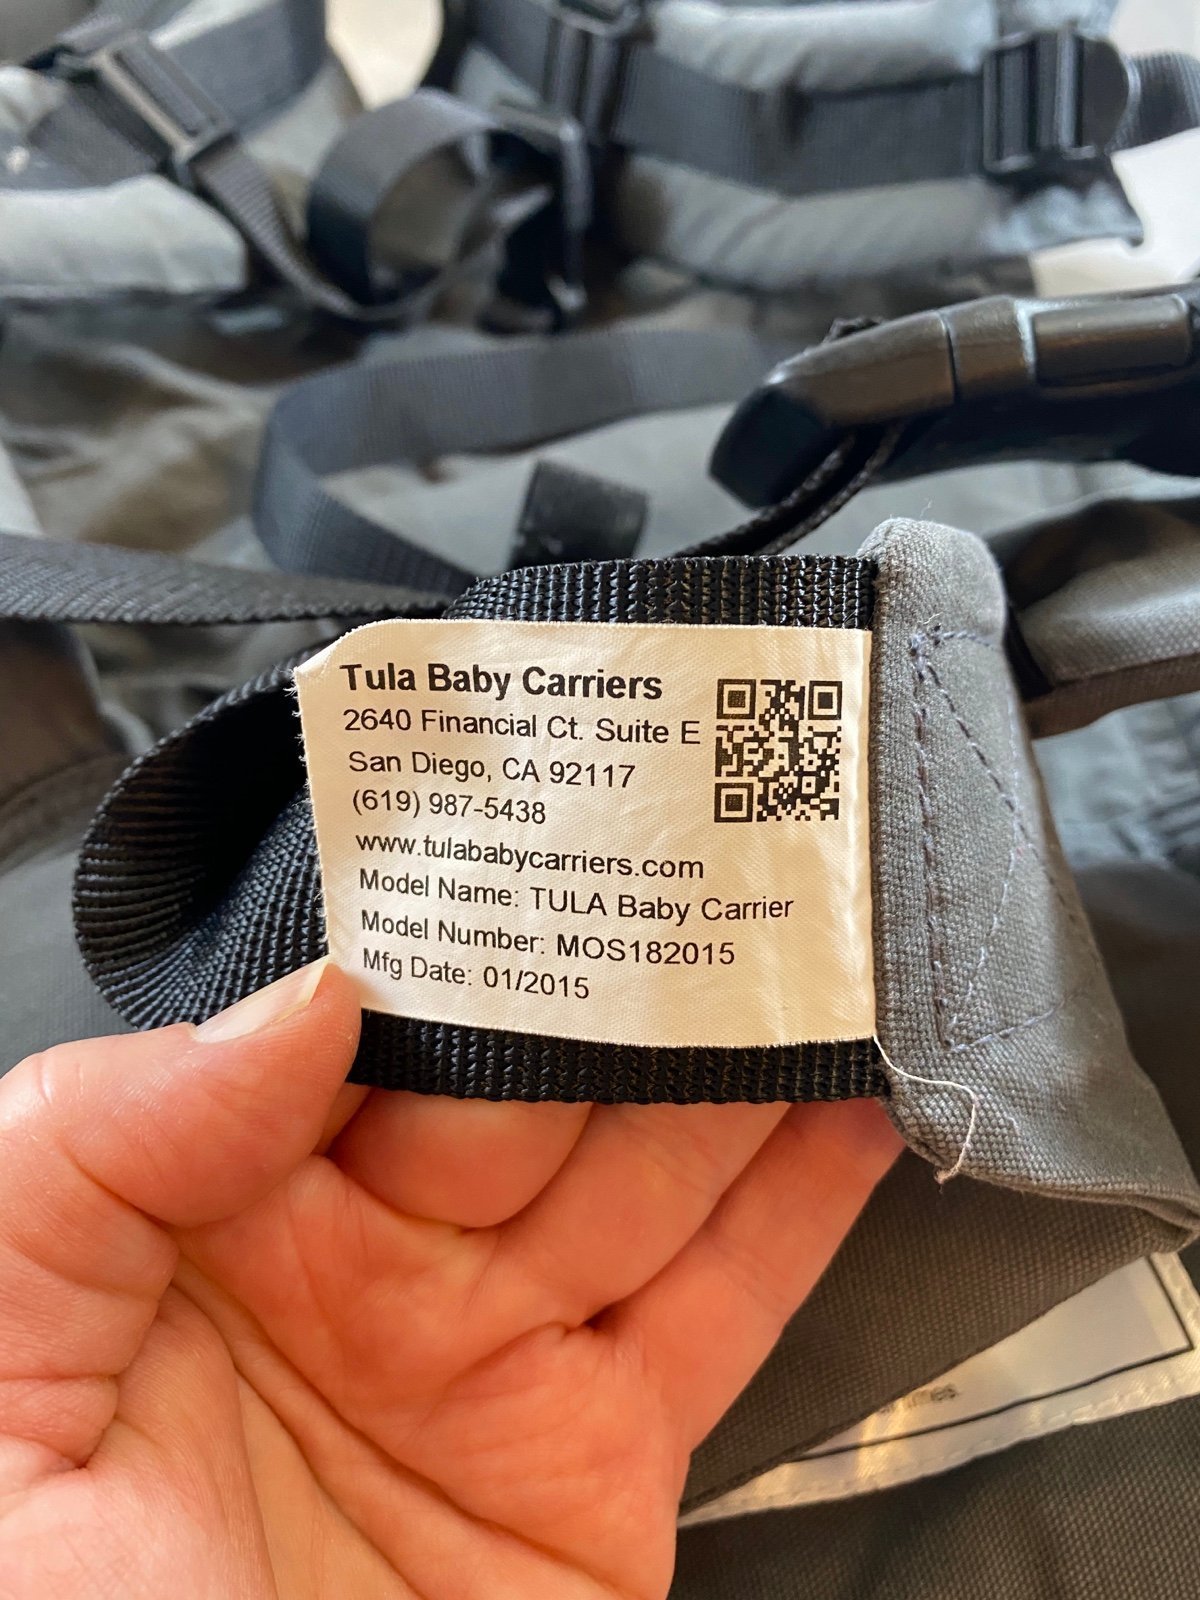 Tula Baby Carriers
2640 Financial Ct. Suite E
San Diego, CA 92117
(619) 987-5438
www.tulababycarriers.com
Model Name: TULA Baby Carrier
Model Number: MOS182015
Mfg Date: 01/2015